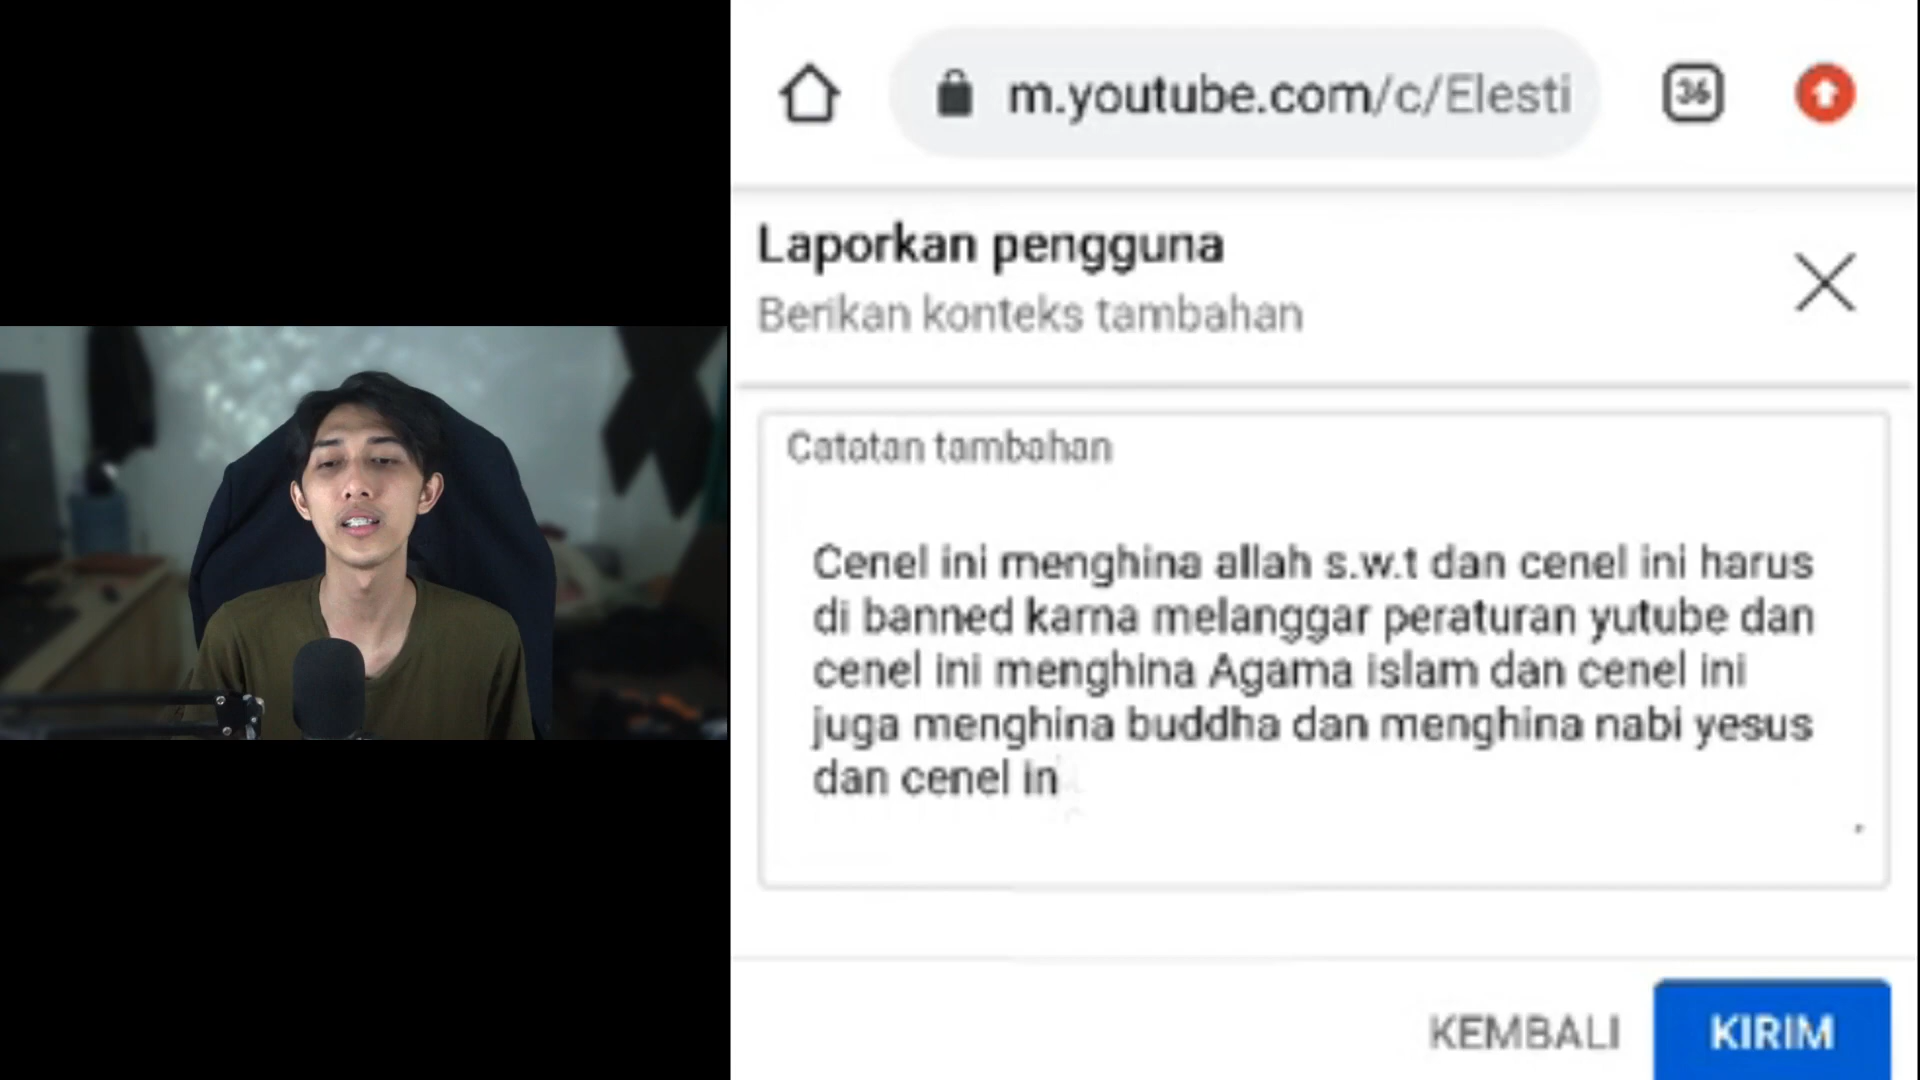 m.youtube.com/c/Elesti
36
Laporkan pengguna
Berikan konteks tambahan
Catatan tambahan
Cenel ini menghina allah s.w.t dan cenel ini harus
di banned karna melanggar peraturan yutube dan
cenel ini menghina Agama islam dan cenel ini
juga menghina buddha dan menghina nabi yesus
dan cenel in
KEMBALI
KIRIM